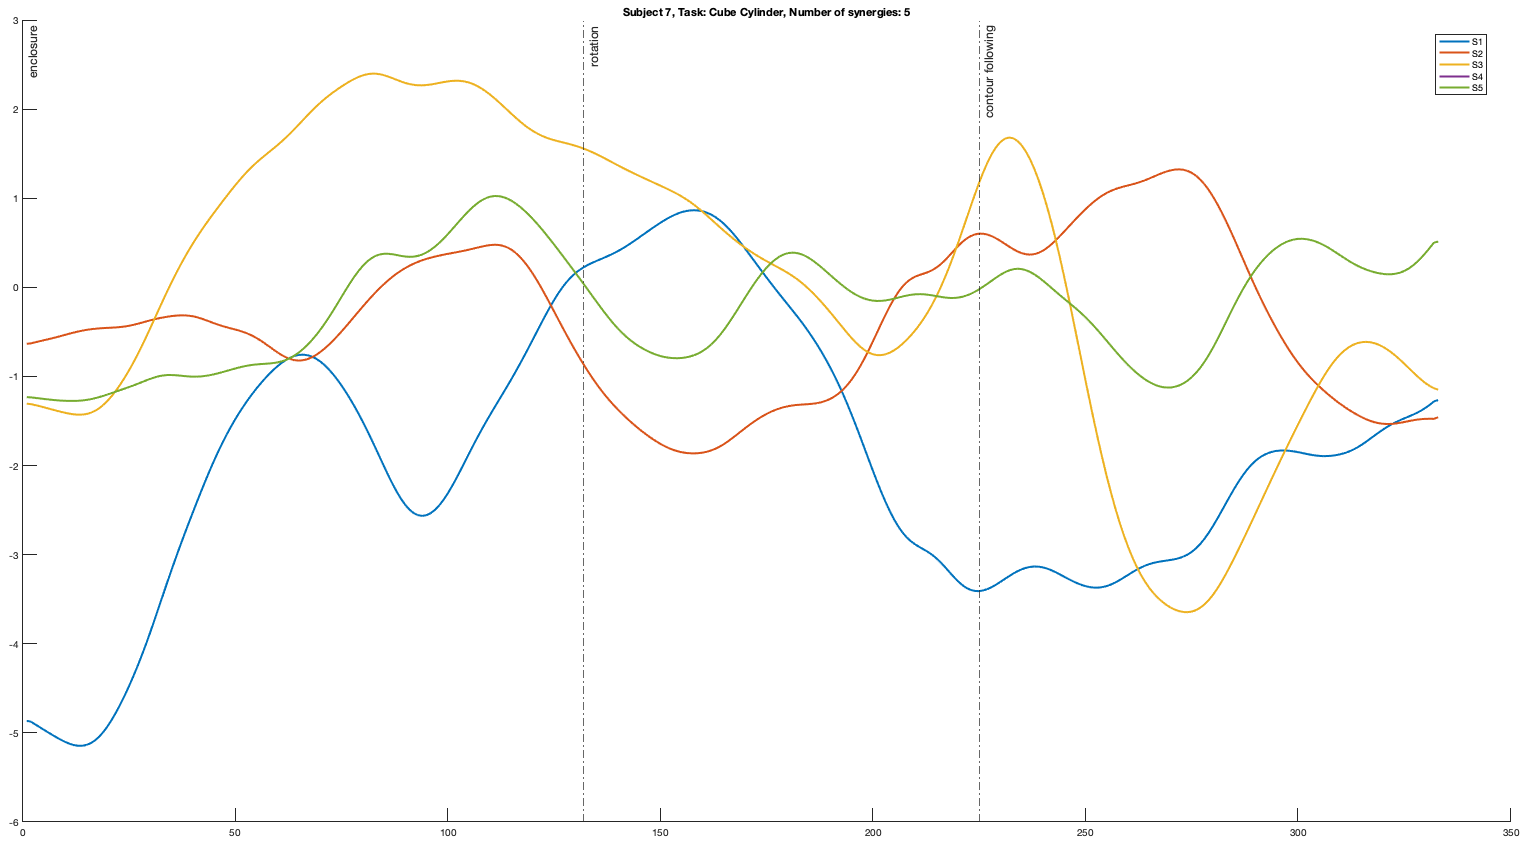 Subject 7, Task: Cube Cylinder, Number of synergies: 5
enclosure
rotation
contour following
S1
S2
S3
S4
S5
3
2
1
0
-1
-2
-3
-4
-5
-6
0
50
100
150
200
250
300
350